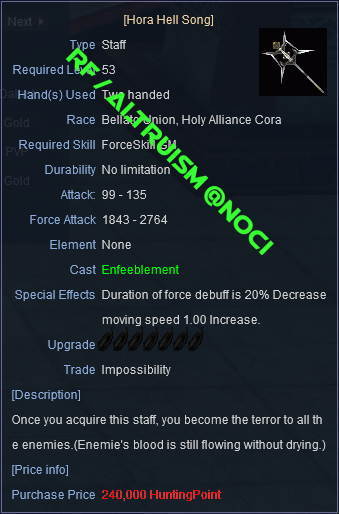 Next
[Hora Hell Song]
Type Staff
Required Level 53
Hand(s) Used Two handed
Race Bellato Union, Holy Alliance Cora
Required Skill ForceSkill GM
Durability No limitation
Attack: 99 - 135
Force Attack 1843 - 2764
Element None
Cast Enfeeblement
Special Effects Duration of force debuff is 20% Decrease
moving speed 1.00 Increase.
Upgrade
Trade Impossibility
[Description]
Once you acquire this staff, you become the terror to all th
e enemies.(Enemie's blood is still flowing without drying.)
[Price info]
Purchase Price 240,000 HuntingPoint
RF / ALTRUISM @NOCI
Gold
Gold